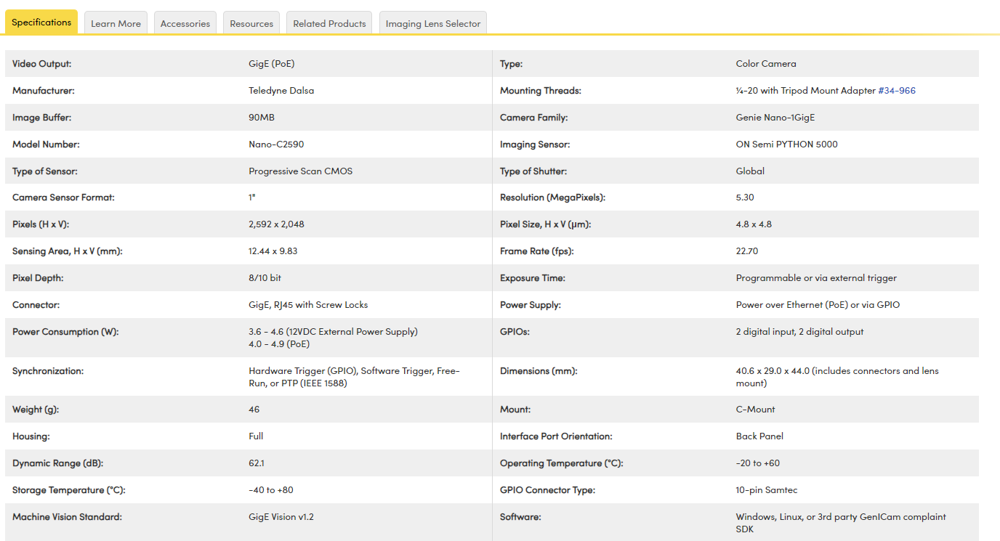 Specifications Learn More Accessories Resources Related Products Imaging Lens Selector
Video Output: GigE (PoE) Type: Color Camera
Manufacturer: Teledyne Dalsa Mounting Threads: ¼-20 with Tripod Mount Adapter #34-966
Image Buffer: 90MB Camera Family: Genie Nano-1GigE
Model Number: Nano-C2590 Imaging Sensor: ON Semi PYTHON 5000
Type of Sensor: Progressive Scan CMOS Type of Shutter: Global
Camera Sensor Format: 1" Resolution (MegaPixels): 5.30
Pixels (H x V): 2,592 x 2,048 Pixel Size, H x V (μm): 4.8 x 4.8
Sensing Area, H x V (mm): 12.44 x 9.83 Frame Rate (fps): 22.70
Pixel Depth: 8/10 bit Exposure Time: Programmable or via external trigger
Connector: GigE, RJ45 with Screw Locks Power Supply: Power over Ethernet (PoE) or via GPIO
Power Consumption (W): 3.6 - 4.6 (12VDC External Power Supply) GPIOs: 2 digital input, 2 digital output
4.0 - 4.9 (PoE)
Synchronization: Hardware Trigger (GPIO), Software Trigger, Free- Dimensions (mm): 40.6 x 29.0 x 44.0 (includes connectors and lens
Run, or PTP (IEEE 1588) mount)
Weight (g): 46 Mount: C-Mount
Housing: Full Interface Port Orientation: Back Panel
Dynamic Range (dB): 62.1 Operating Temperature (°C): -20 to +60
Storage Temperature (°C): -40 to +80 GPIO Connector Type: 10-pin Samtec
Machine Vision Standard: GigE Vision v1.2 Software: Windows, Linux, or 3rd party GenICam complaint
SDK